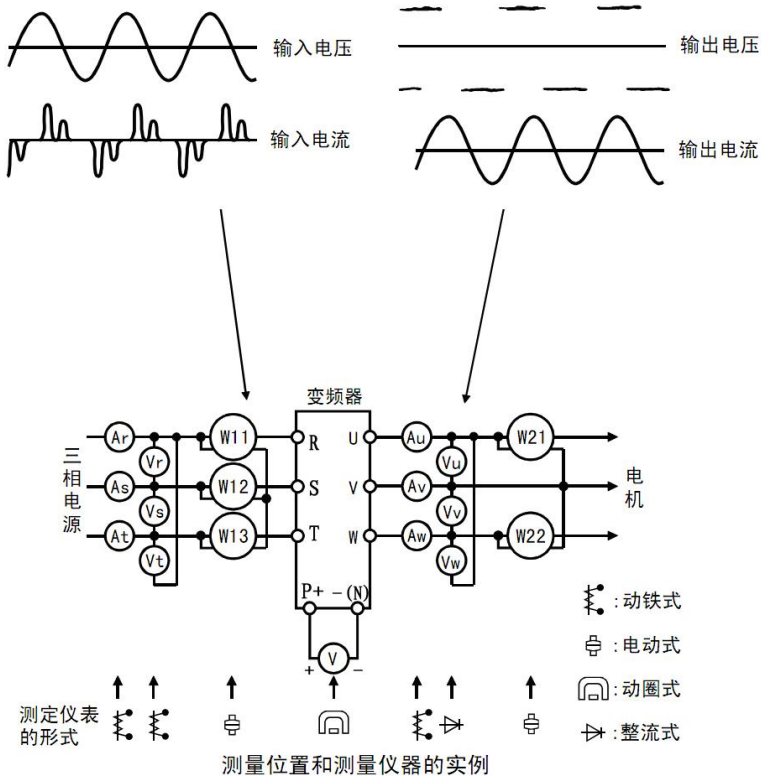 输入电压
输出电压
输入电流
输出电流
变频器
三相电源
Ar
W11
R
U
Au
W21
Vr
Vu
As
W12
S
V
Av
电机
Vs
Vv
At
W13
T
W
Aw
W22
Vt
Vw
P+
-(N)
+
V
-
:动铁式
:电动式
:动圈式
:整流式
测定仪表
的形式
测量位置和测量仪器的实例